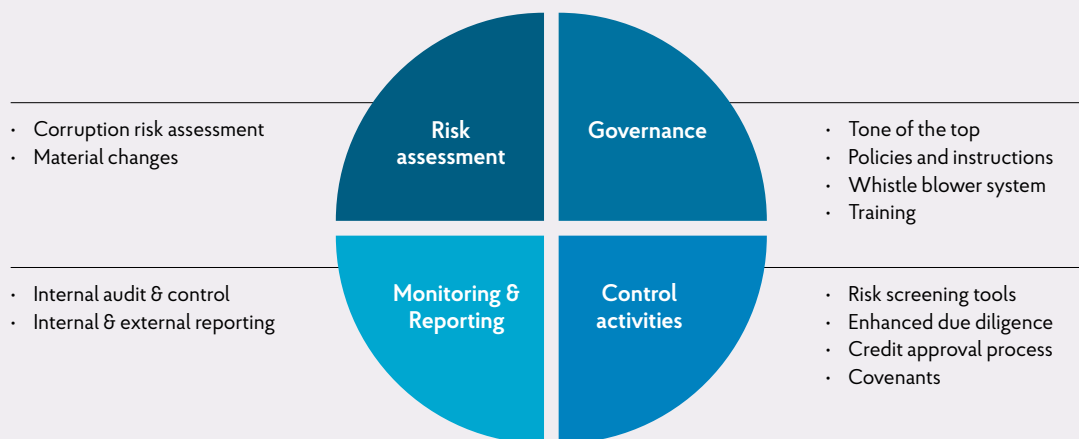 Risk
assessment
Governance
• Corruption risk assessment
• Material changes
• Tone of the top
• Policies and instructions
• Whistle blower system
• Training
Monitoring &
Reporting
Control
activities
• Internal audit & control
• Internal & external reporting
• Risk screening tools
• Enhanced due diligence
• Credit approval process
• Covenants